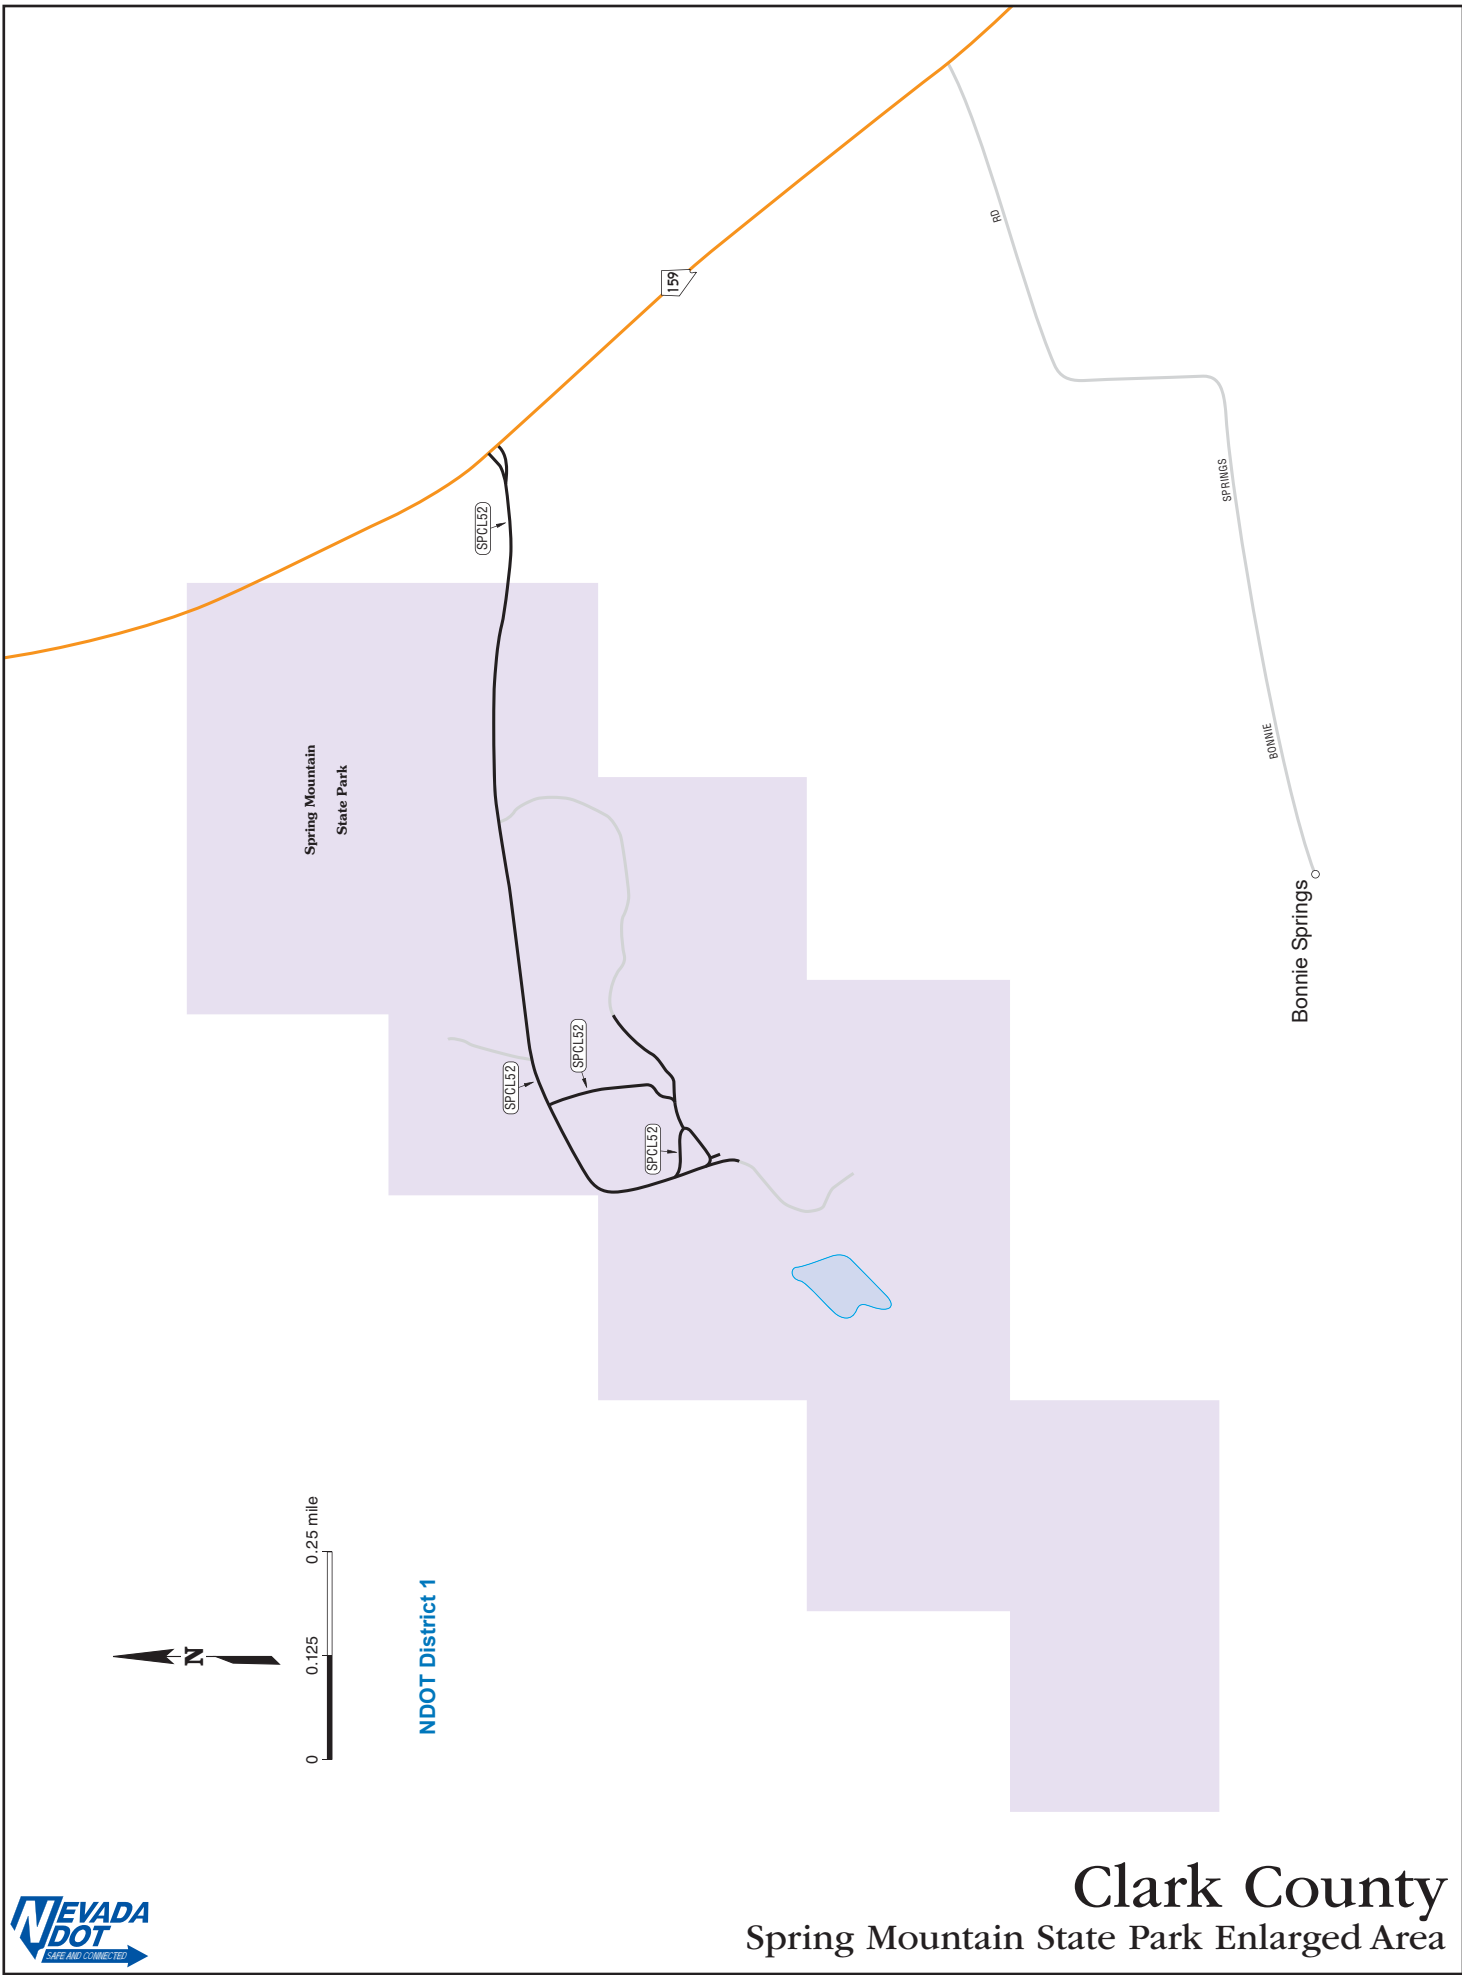 RD
159
SPCL52
SPRINGS
BONNIE
Spring Mountain
State Park
Bonnie Springs
SPCL52
SPCL52
SPCL52
N
0 0.125 0.25 mile
NDOT District 1
Clark County
Spring Mountain State Park Enlarged Area
NEVADA
DOT
SAFE AND CONNECTED